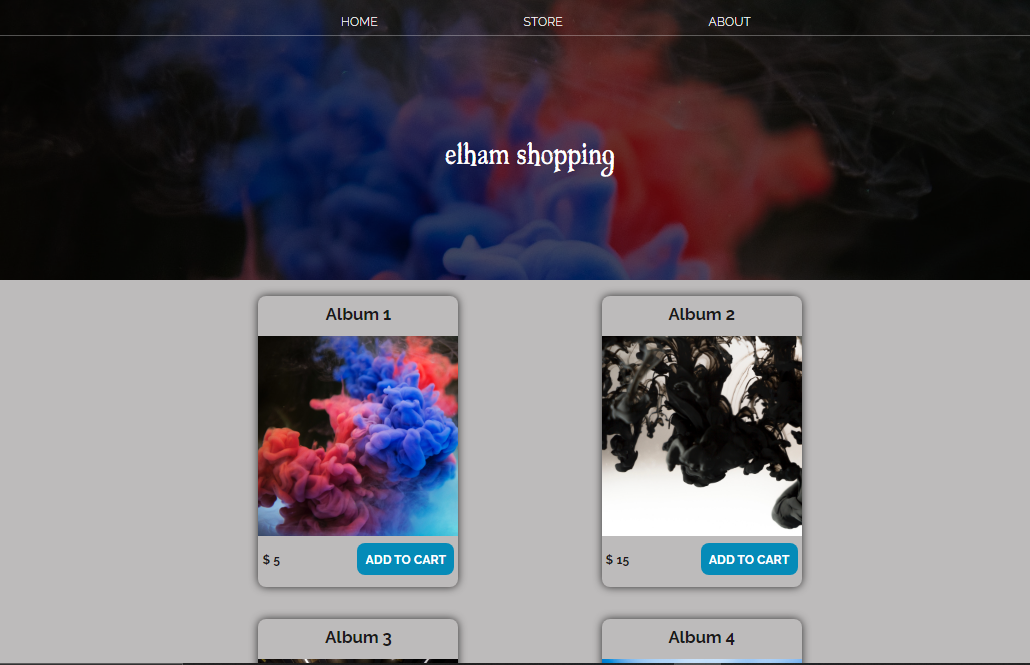 HOME STORE ABOUT
elham shopping
Album 1 Album 2
$ 5 ADD TO CART $ 15 ADD TO CART
Album 3 Album 4